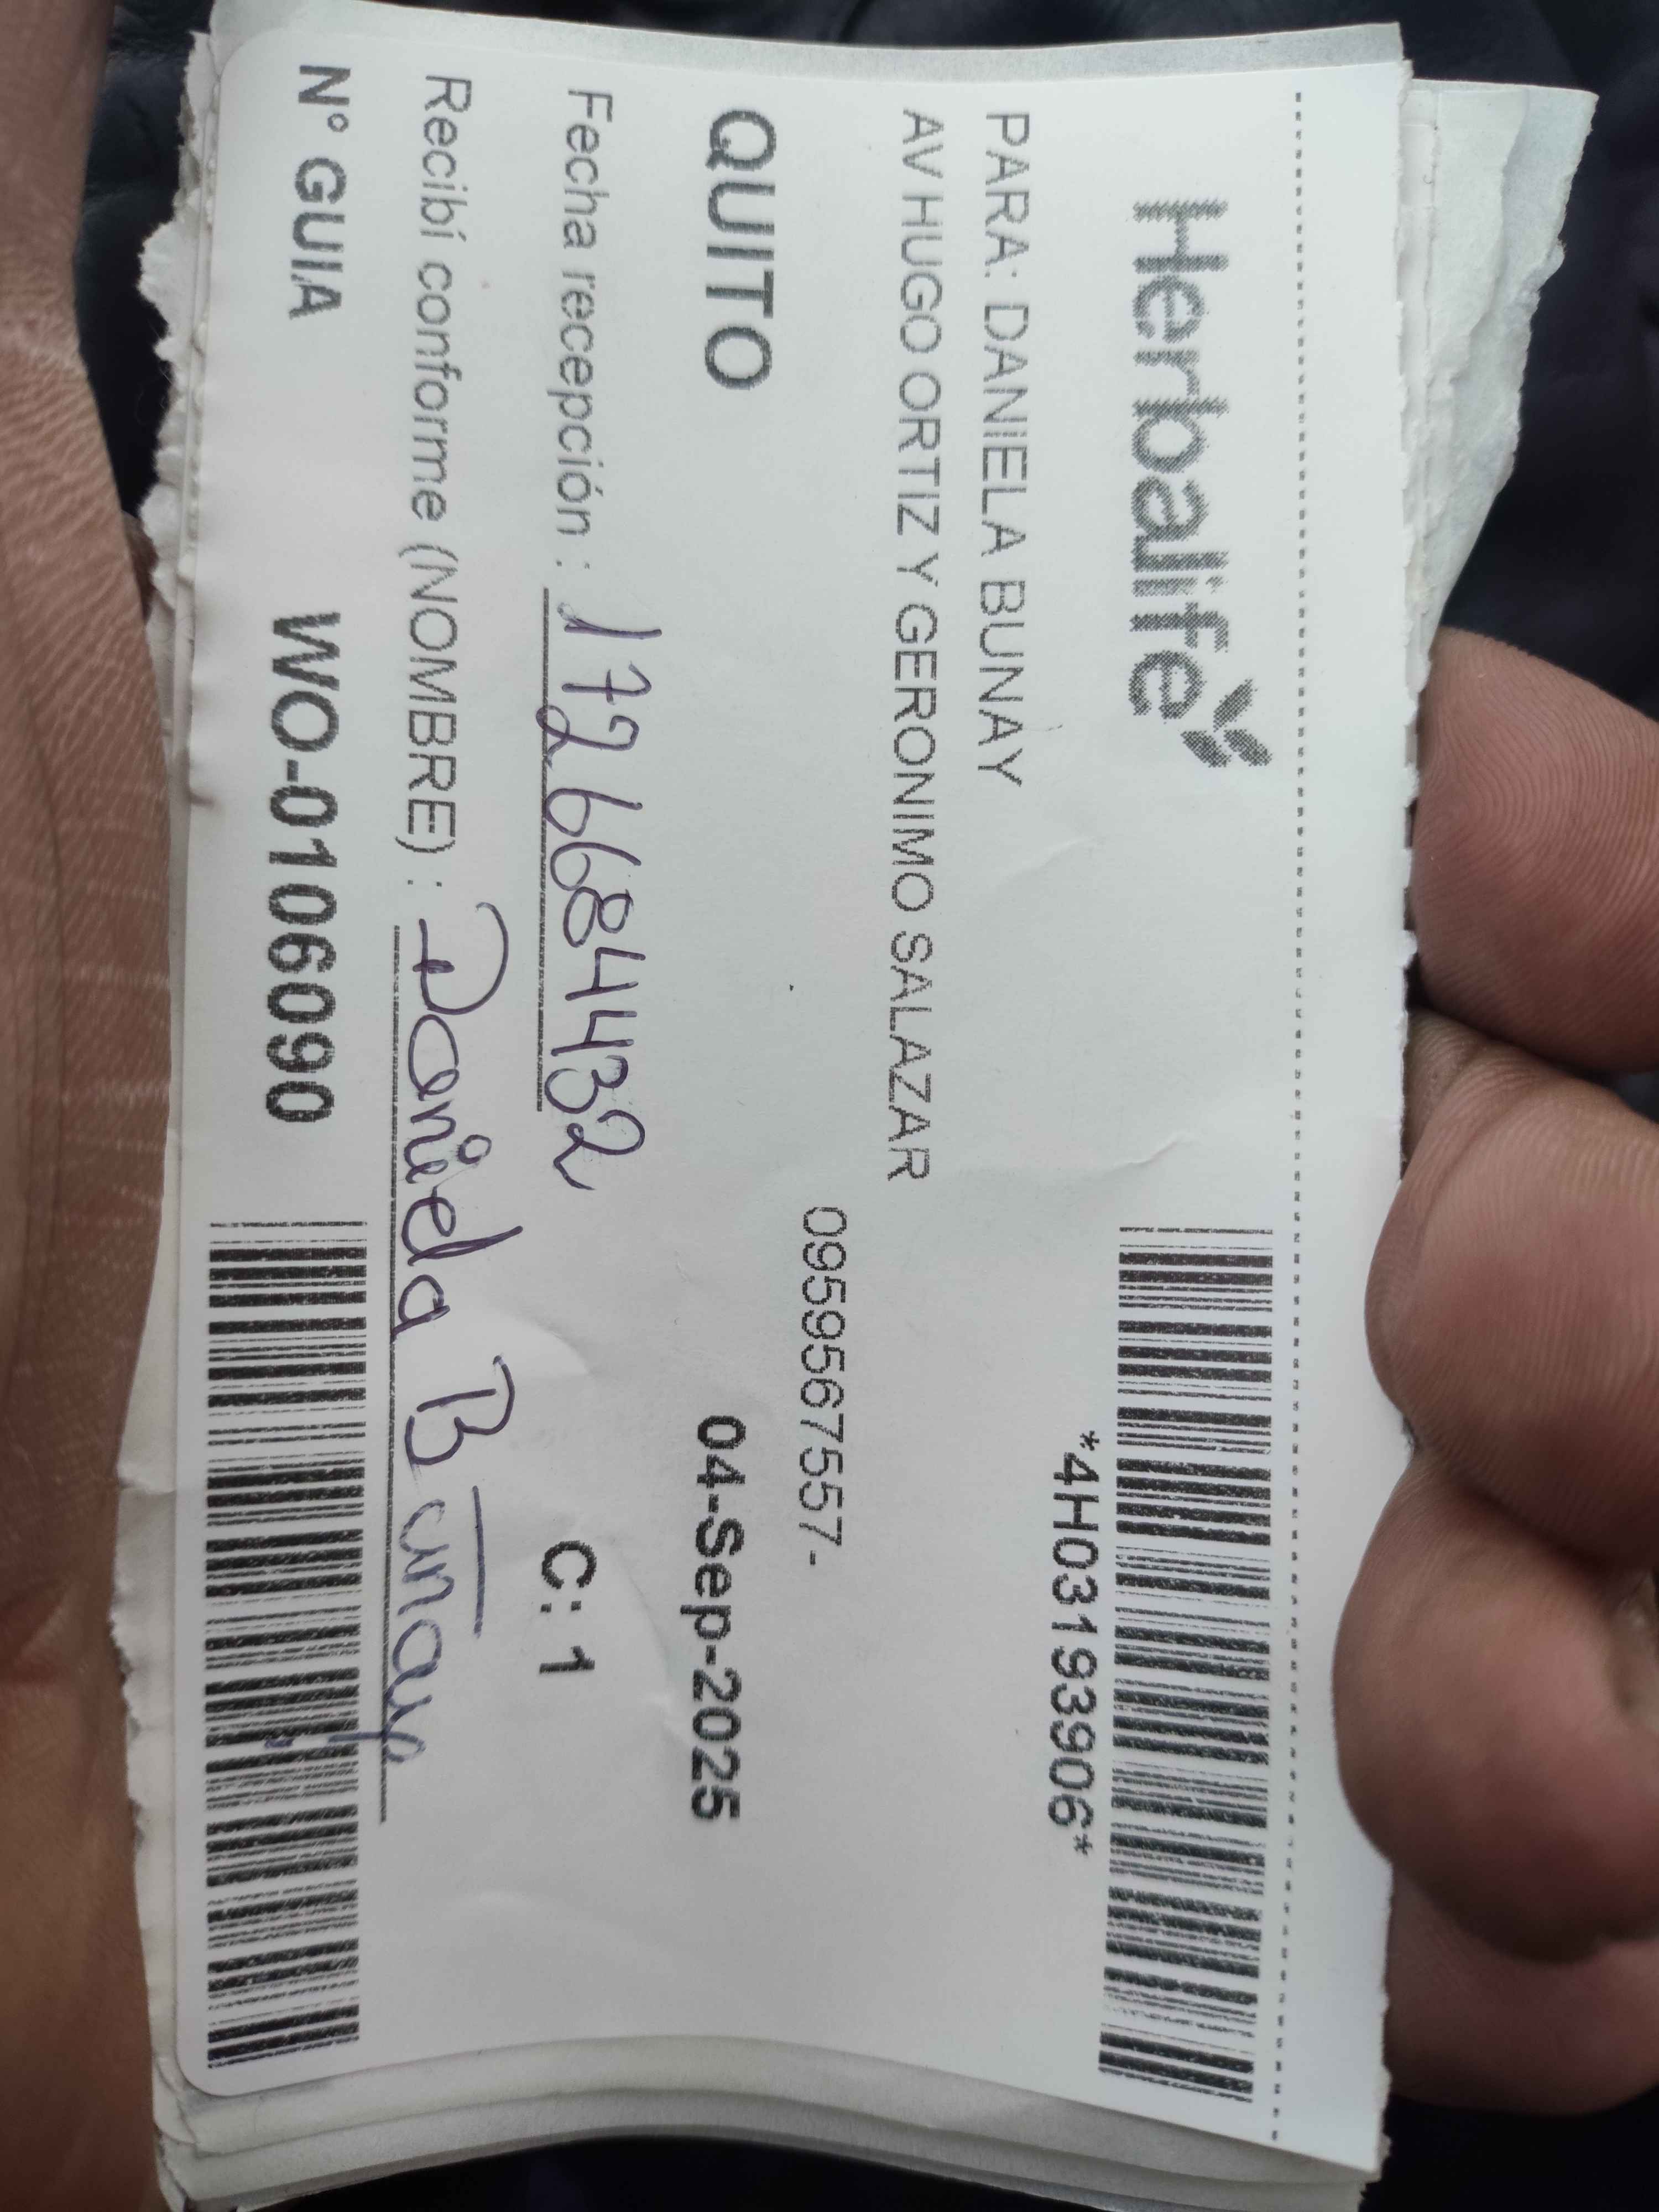 Herbalife
*4H03193906*
PARA: DANIELA BUNAY
AV HUGO ORTIZ Y GERONIMO SALAZAR
0959567557-
QUITO 04-Sep-2025
Fecha recepción : 1726684432 C: 1
Recibí conforme (NOMBRE) : Daniela Bunay
N° GUIA WO-0106090